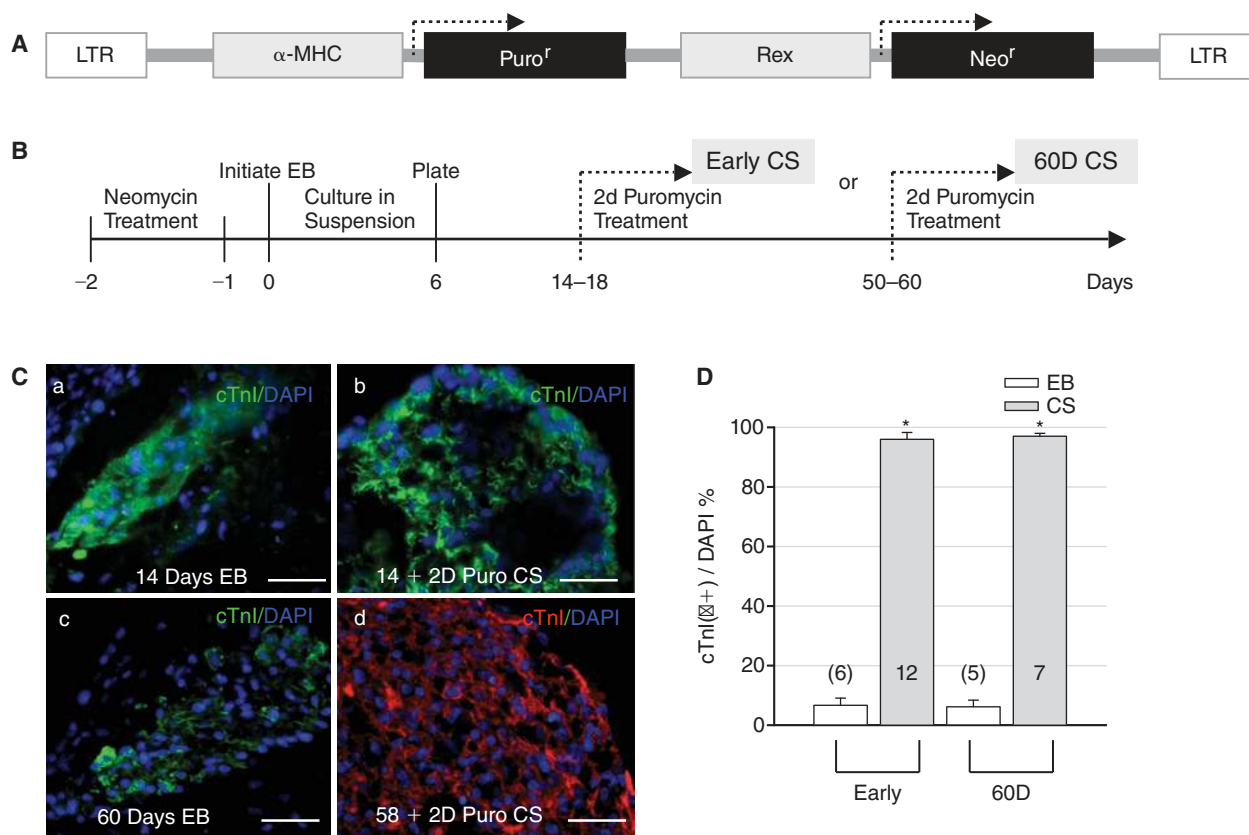 A
LTR
α-MHC
Puro^r
Rex
Neo^r
LTR
B
Neomycin
Treatment
Initiate EB
Culture in
Suspension
Plate
2d Puromycin
Treatment
Early CS
or
2d Puromycin
Treatment
60D CS
−2
−1
0
6
14–18
50–60
Days
C
a
cTnI/DAPI
14 Days EB
b
cTnI/DAPI
14 + 2D Puro CS
c
cTnI/DAPI
60 Days EB
d
cTnI/DAPI
58 + 2D Puro CS
D
EB
CS
cTnI(☒+) / DAPI %
100
80
60
40
20
0
*
*
(6)
12
(5)
7
Early
60D